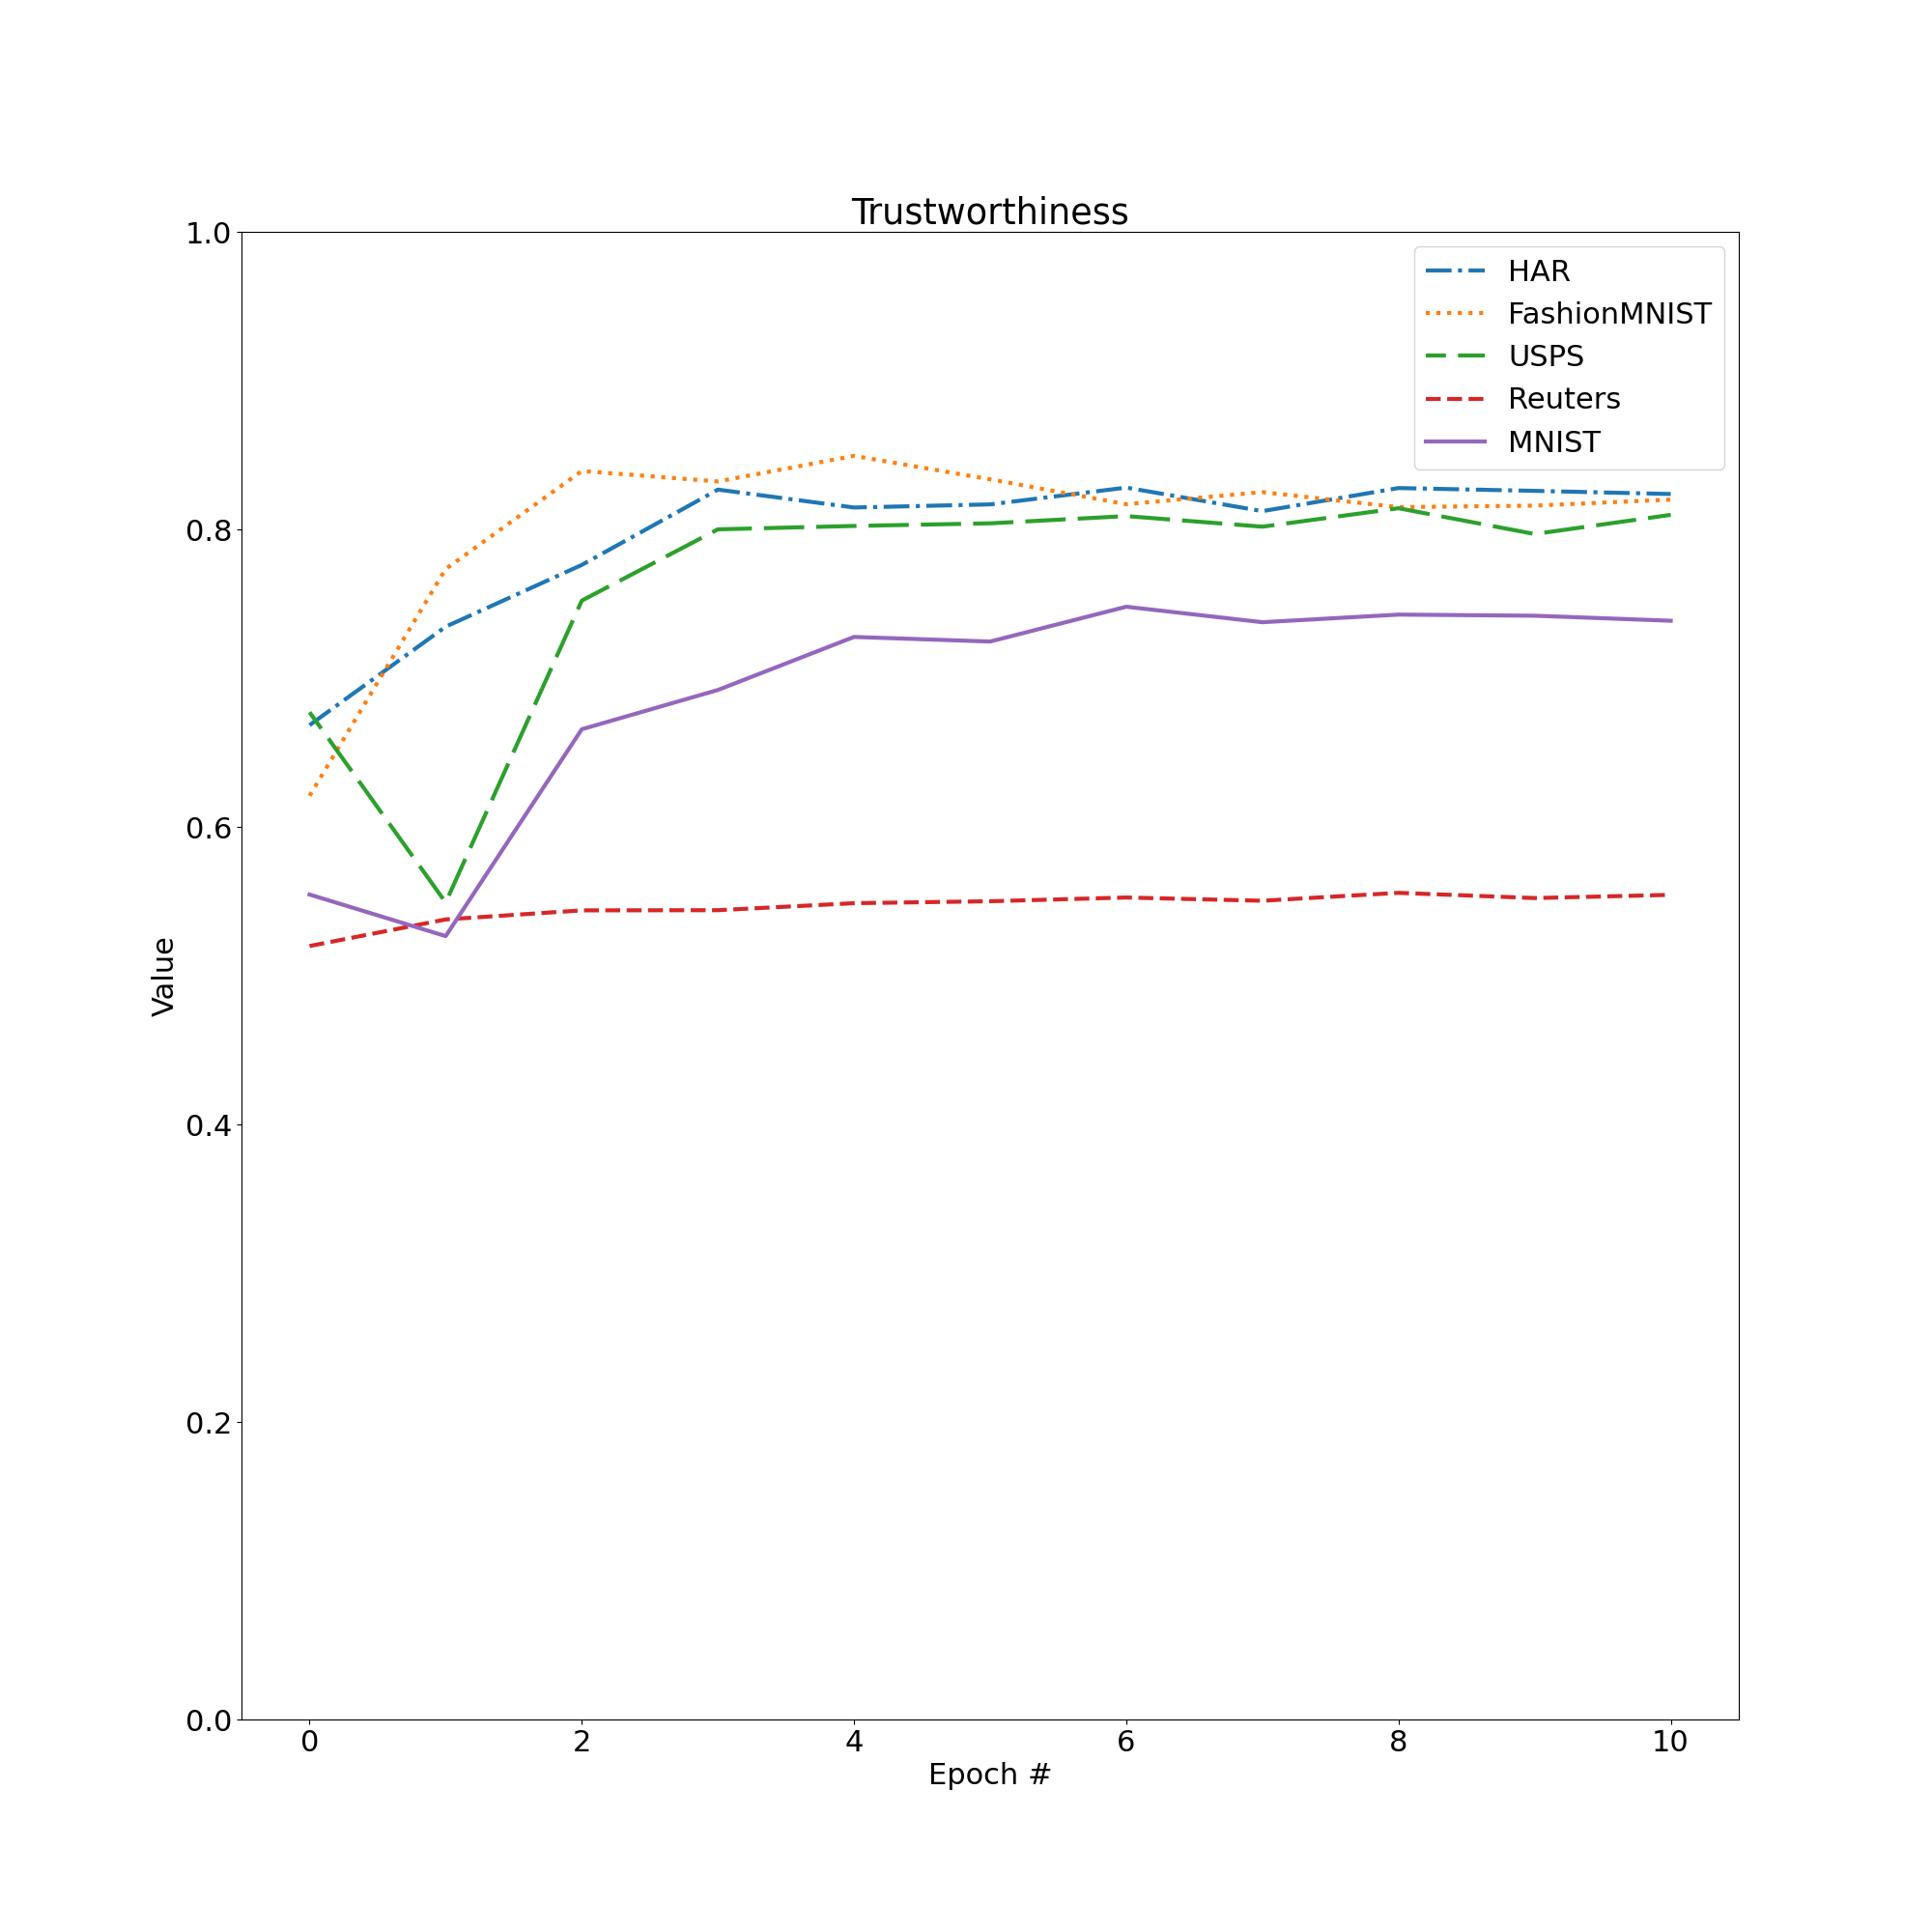 Trustworthiness
1.0
0.8
0.6
0.4
0.2
0.0
Value
HAR
FashionMNIST
USPS
Reuters
MNIST
0 2 4 6 8 10
Epoch #